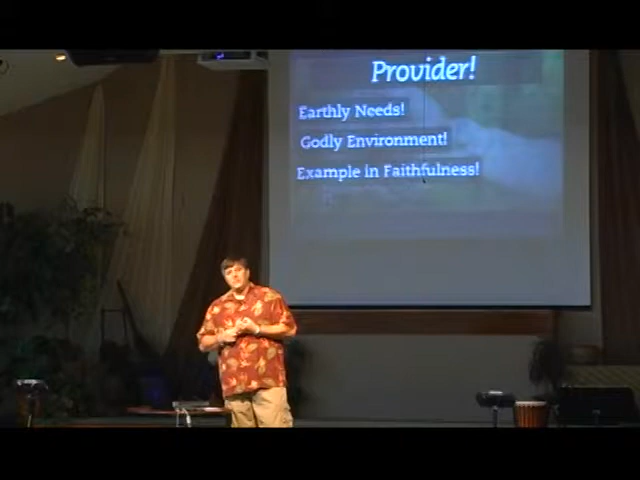 Provider!
Earthly Needs!
Godly Environment!
Example in Faithfulness!